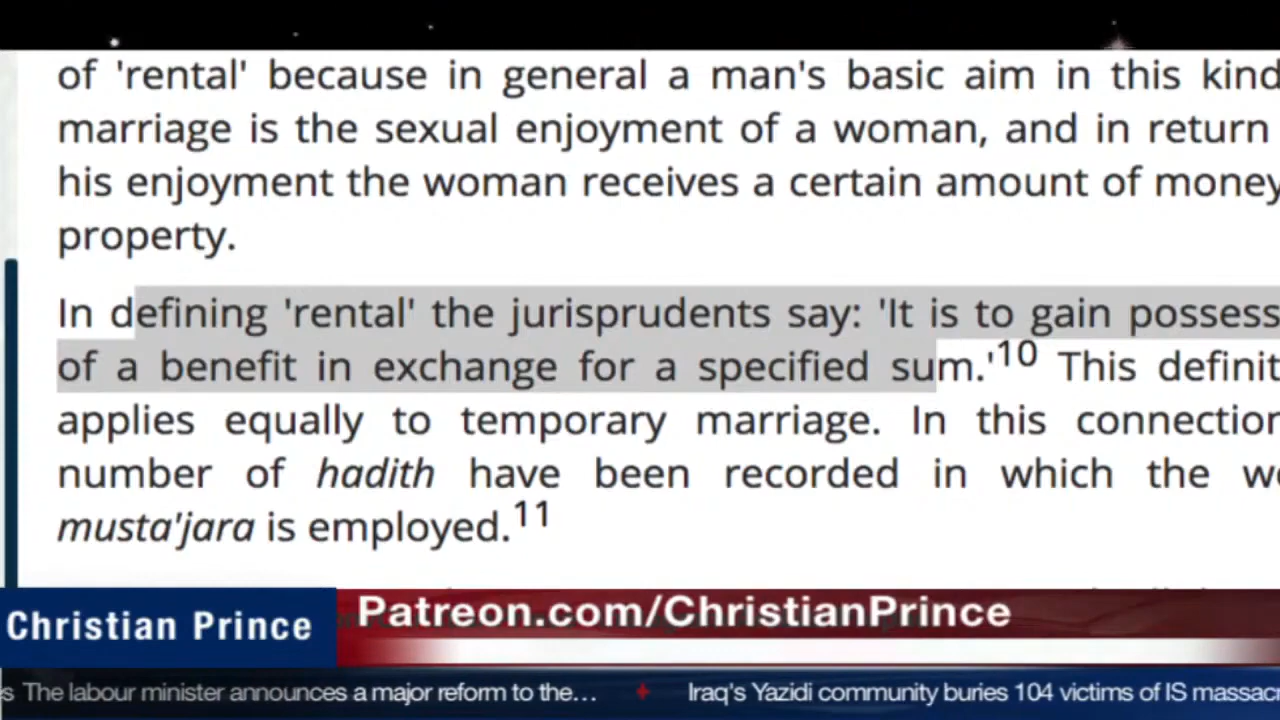 of 'rental' because in general a man's basic aim in this kind
marriage is the sexual enjoyment of a woman, and in return
his enjoyment the woman receives a certain amount of money
property.
In defining 'rental' the jurisprudents say: 'It is to gain possess
of a benefit in exchange for a specified sum.'10 This definit
applies equally to temporary marriage. In this connection
number of hadith have been recorded in which the
musta'jara is employed.11
Christian Prince
Patreon.com/ChristianPrince
s The labour minister announces a major reform to the… + Iraq's Yazidi community buries 104 victims of IS massacr